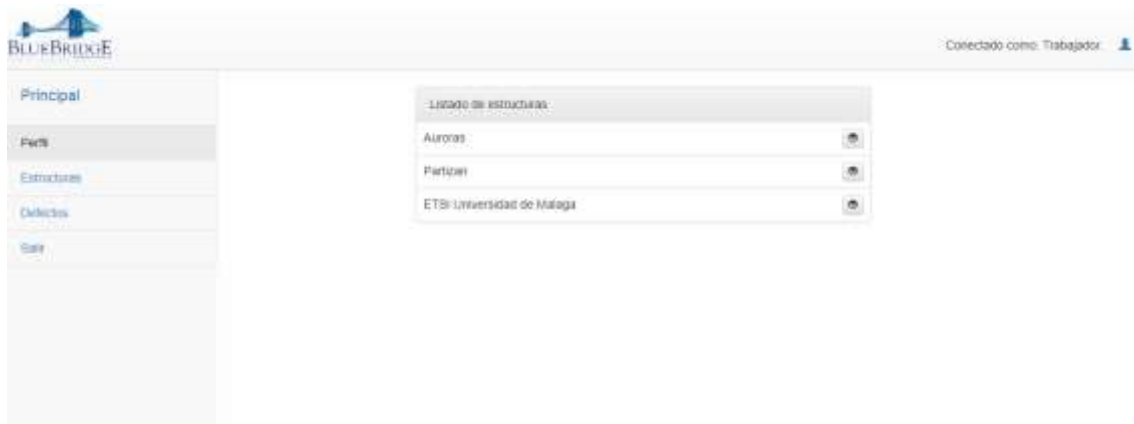 BLUEBRIDGE
Conectado como: Trabajador
Principal
Perfil
Estructuras
Defectos
Salir
Listado de estructuras
Auroras
Partizan
ETSI Universidad de Malaga